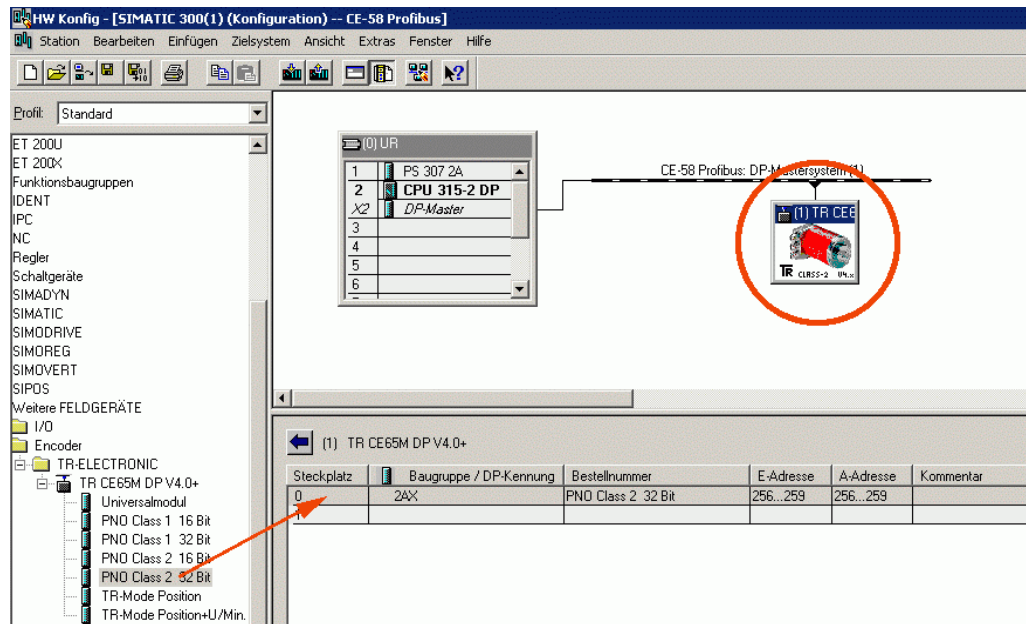 HW Konfig - [SIMATIC 300(1) (Konfiguration) -- CE-58 Profibus]
Station Bearbeiten Einfügen Zielsystem Ansicht Extras Fenster Hilfe
Profil: Standard
ET 200U
ET 200X
Funktionsbaugruppen
IDENT
IPC
NC
Regler
Schaltgeräte
SIMADYN
SIMATIC
SIMODRIVE
SIMOREG
SIMOVERT
SIPOS
Weitere FELDGERÄTE
I/O
Encoder
TR-ELECTRONIC
TR CE65M DP V4.0+
Universalmodul
PNO Class 1 16 Bit
PNO Class 1 32 Bit
PNO Class 2 16 Bit
PNO Class 2 32 Bit
TR-Mode Position
TR-Mode Position+U/Min.
(0) UR
1 PS 307 2A
2 CPU 315-2 DP
X2 DP-Master
3
4
5
6
CE-58 Profibus: DP-Mastersystem (1)
(1) TR CE6
TR CLASS-2 V4.x
(1) TR CE65M DP V4.0+
Steckplatz Baugruppe / DP-Kennung Bestellnummer E-Adresse A-Adresse Kommentar
0 2AX PNO Class 2 32 Bit 256...259 256...259
1